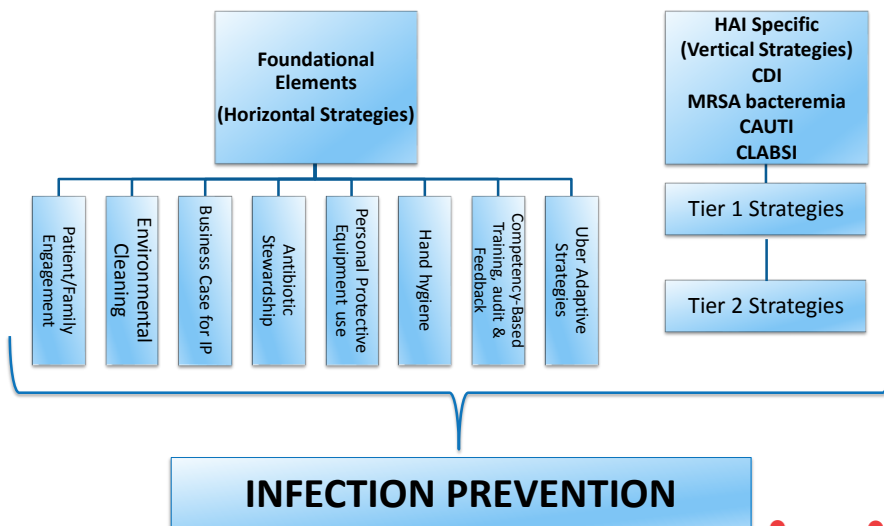 Foundational
Elements
(Horizontal Strategies)
HAI Specific
(Vertical Strategies)
CDI
MRSA bacteremia
CAUTI
CLABSI
Patient/Family
Engagement
Environmental
Cleaning
Business Case for IP
Antibiotic
Stewardship
Personal Protective
Equipment use
Hand hygiene
Competency-Based
Training, audit &
Feedback
Uber Adaptive
Strategies
Tier 1 Strategies
Tier 2 Strategies
INFECTION PREVENTION